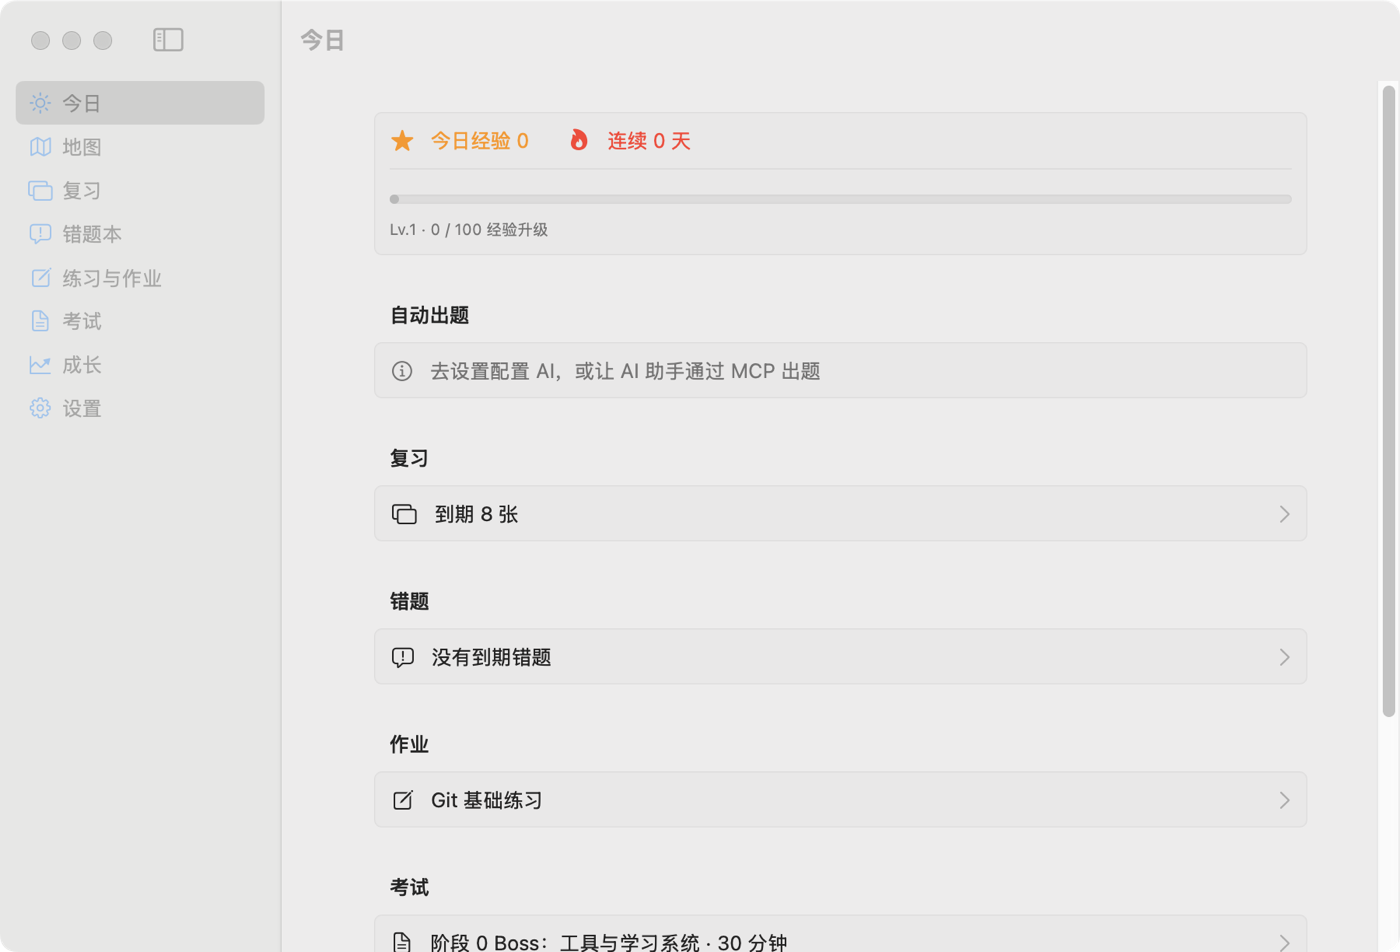 今日
今日
地图
复习
错题本
练习与作业
考试
成长
设置
今日经验 0 连续 0 天
Lv.1 · 0 / 100 经验升级
自动出题
去设置配置 AI，或让 AI 助手通过 MCP 出题
复习
到期 8 张
错题
没有到期错题
作业
Git 基础练习
考试
阶段 0 Boss：工具与学习系统 · 30 分钟